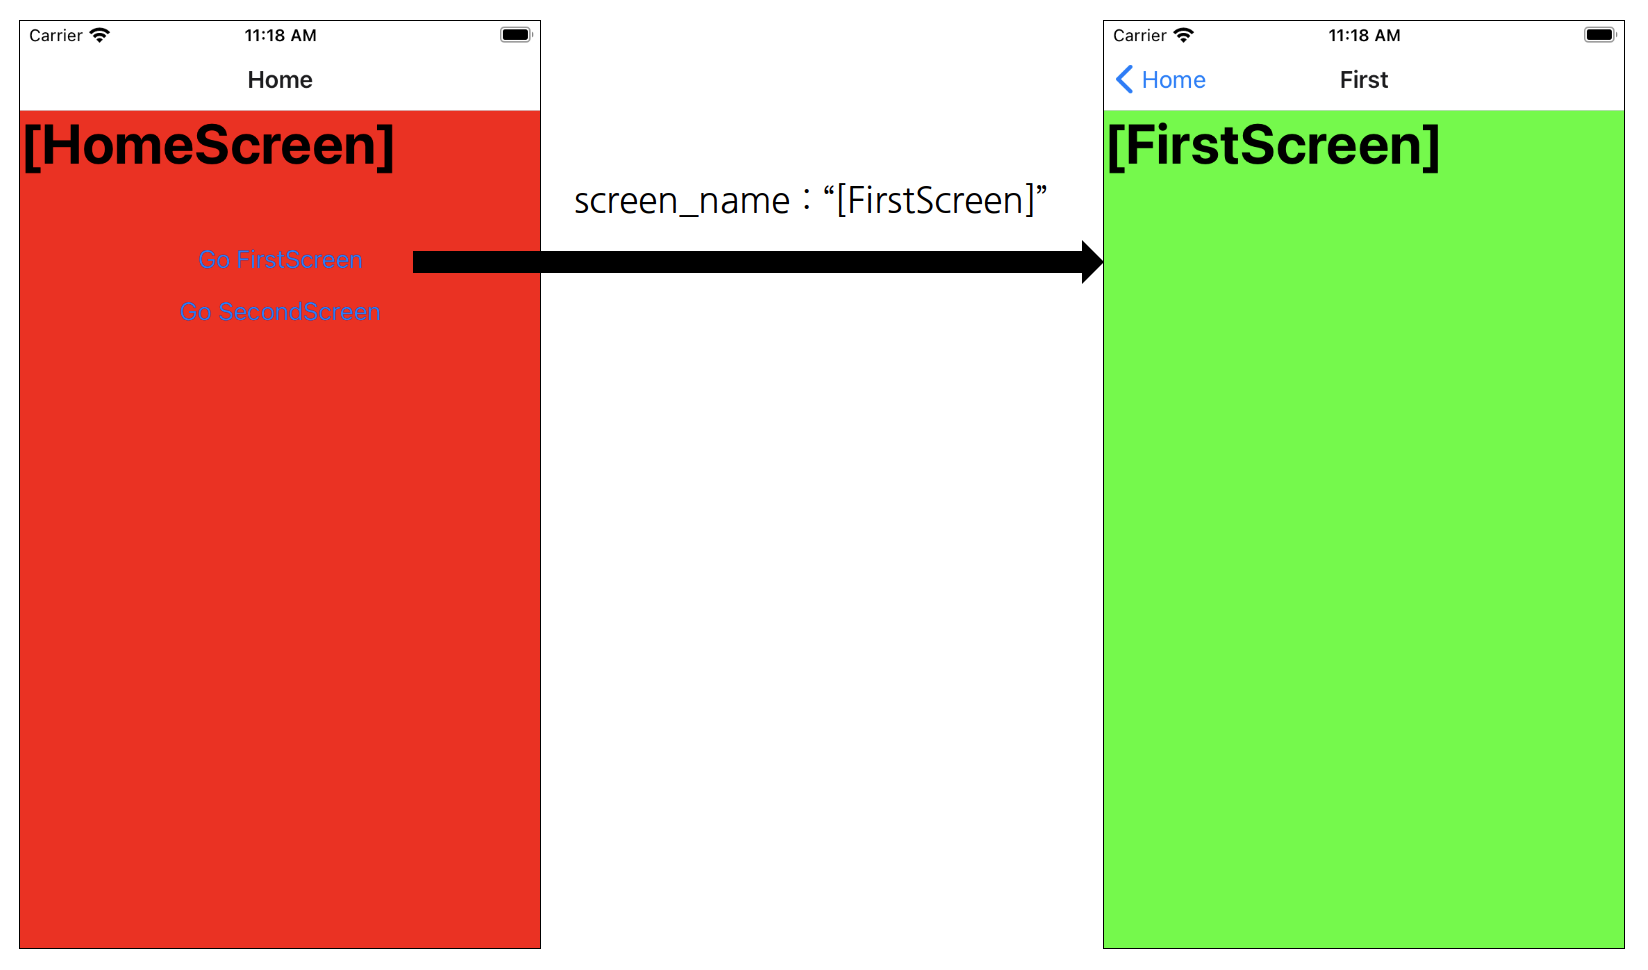 Carrier 11:18 AM
Home
[HomeScreen]
Go FirstScreen
Go SecondScreen
screen_name : “[FirstScreen]”
Carrier 11:18 AM
Home First
[FirstScreen]